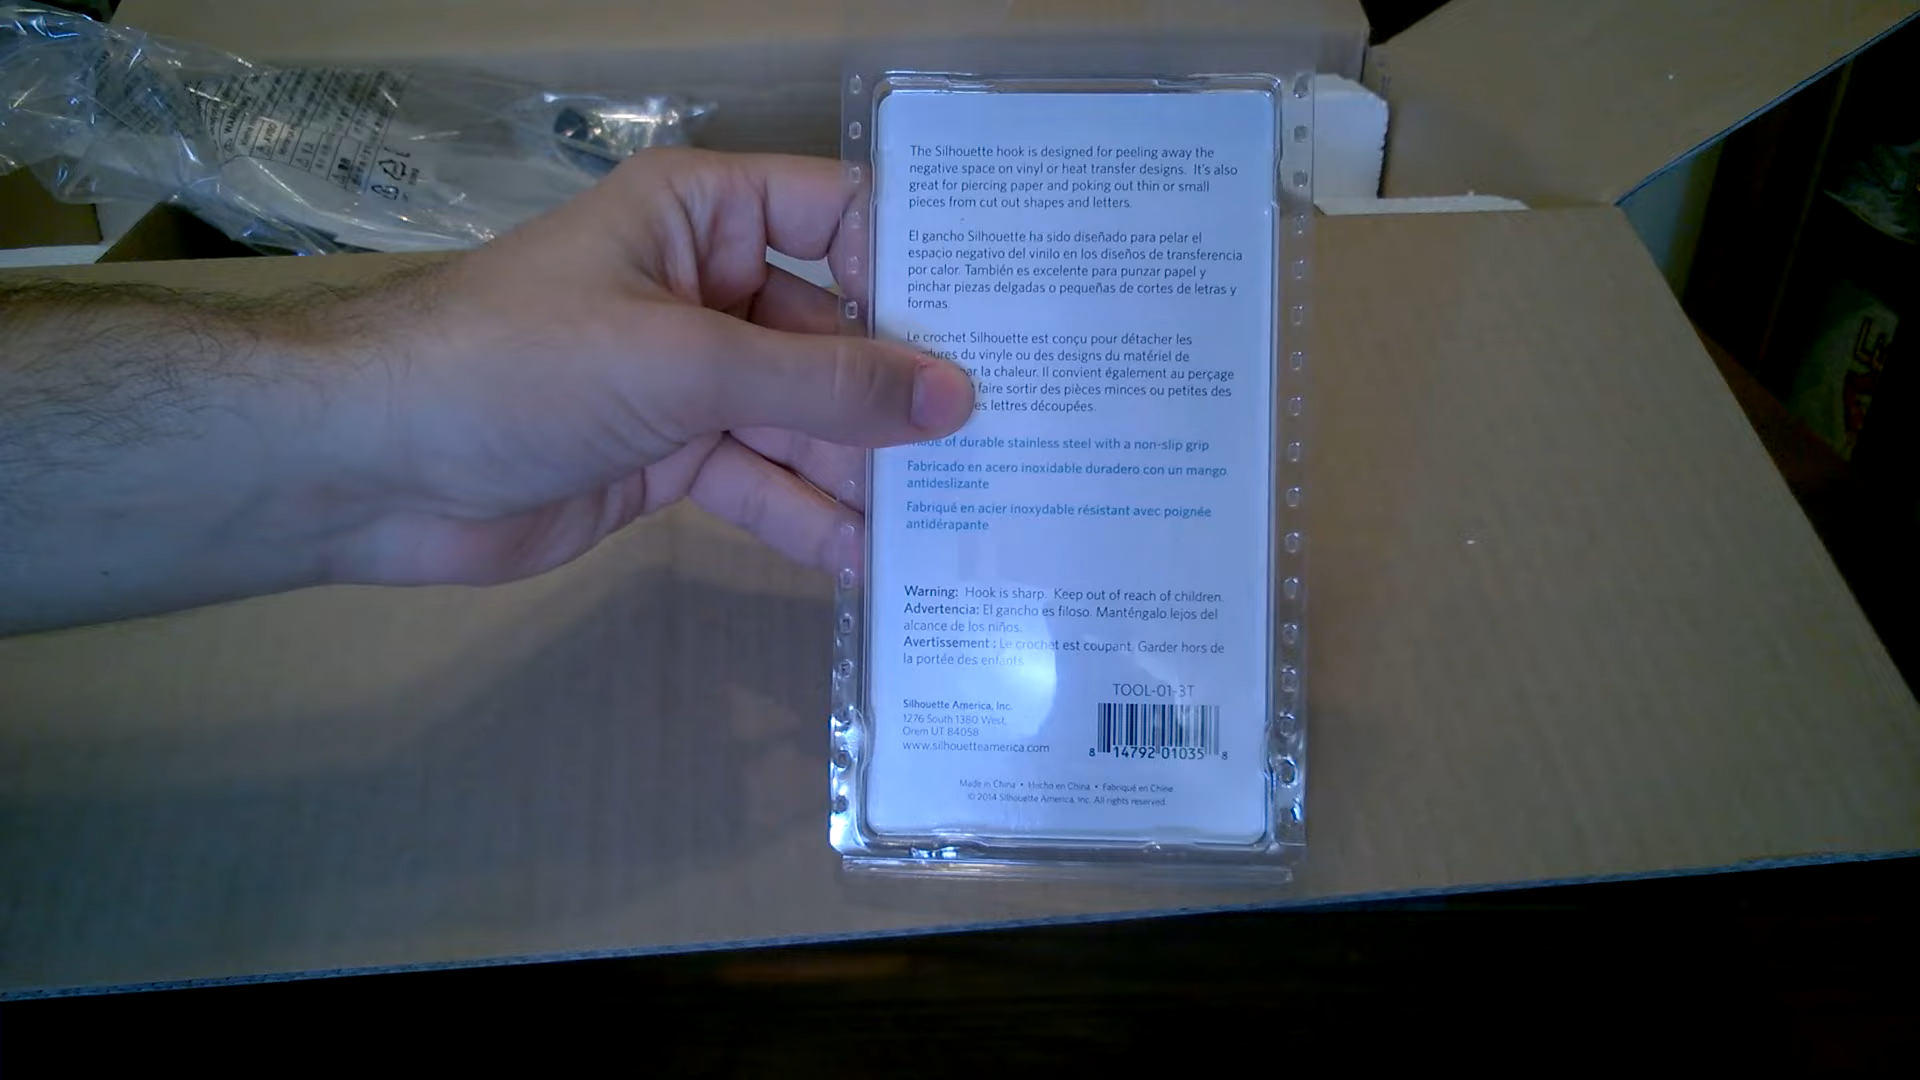 The Silhouette hook is designed for peeling away the
negative space on vinyl or heat transfer designs. It's also
great for piercing paper and poking out thin or small
pieces from cut out shapes and letters.
El gancho Silhouette ha sido diseñado para pelar el
espacio negativo del vinilo en los diseños de transferencia
por calor. También es excelente para punzar papel y
pinchar piezas delgadas o pequeñas de cortes de letras y
formas.
Le crochet Silhouette est conçu pour détacher les
du vinyle ou des designs du matériel de
la chaleur. Il convient également au perçage
faire sortir des pièces minces ou petites des
lettres découpées.
of durable stainless steel with a non-slip grip
Fabricado en acero inoxidable duradero con un mango
antideslizante
Fabriqué en acier inoxydable résistant avec poignée
antidérapante
Warning: Hook is sharp. Keep out of reach of children.
Advertencia: El gancho es filoso. Manténgalo lejos del
alcance de los niños.
Avertissement : Le crochet est coupant. Garder hors de
la portée des enfants.
TOOL-01-3T
Silhouette America, Inc.
1276 South 1380 West,
Orem UT 84058
www.silhouetteamerica.com
8 14792 01035 8
Made in China • Hecho en China • Fabriqué en Chine
© 2014 Silhouette America, Inc. All rights reserved.